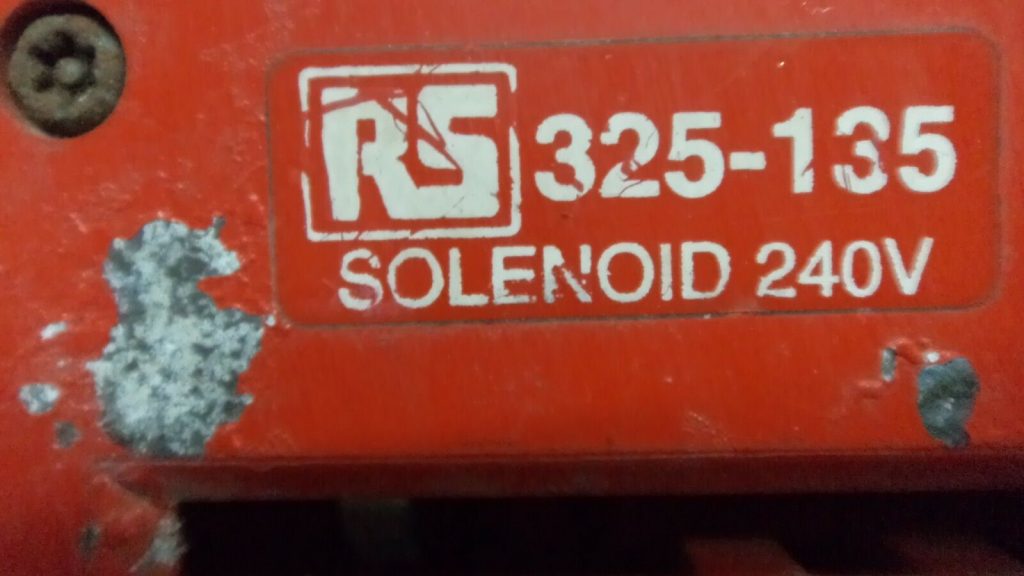 RS 325-135
SOLENOID 240V